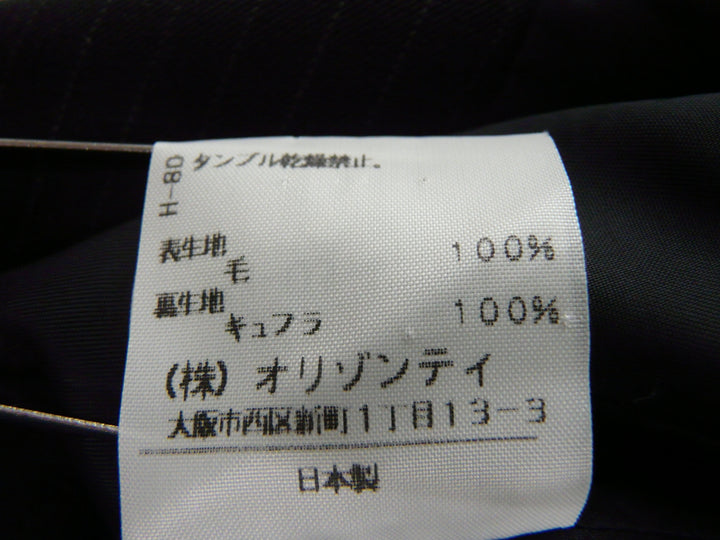 タンブル乾燥禁止。
H-80
表生地
毛 100%
裏生地
キュプラ 100%
(株)オリゾンティ
大阪市西区新町1丁目13-3
日本製